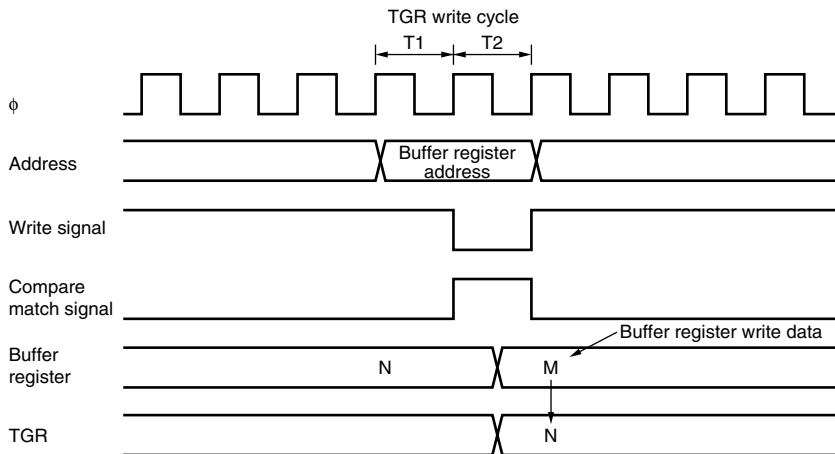 TGR write cycle
T1 T2
ϕ
Address
Buffer register
address
Write signal
Compare
match signal
Buffer register write data
Buffer
register
N M
TGR
N